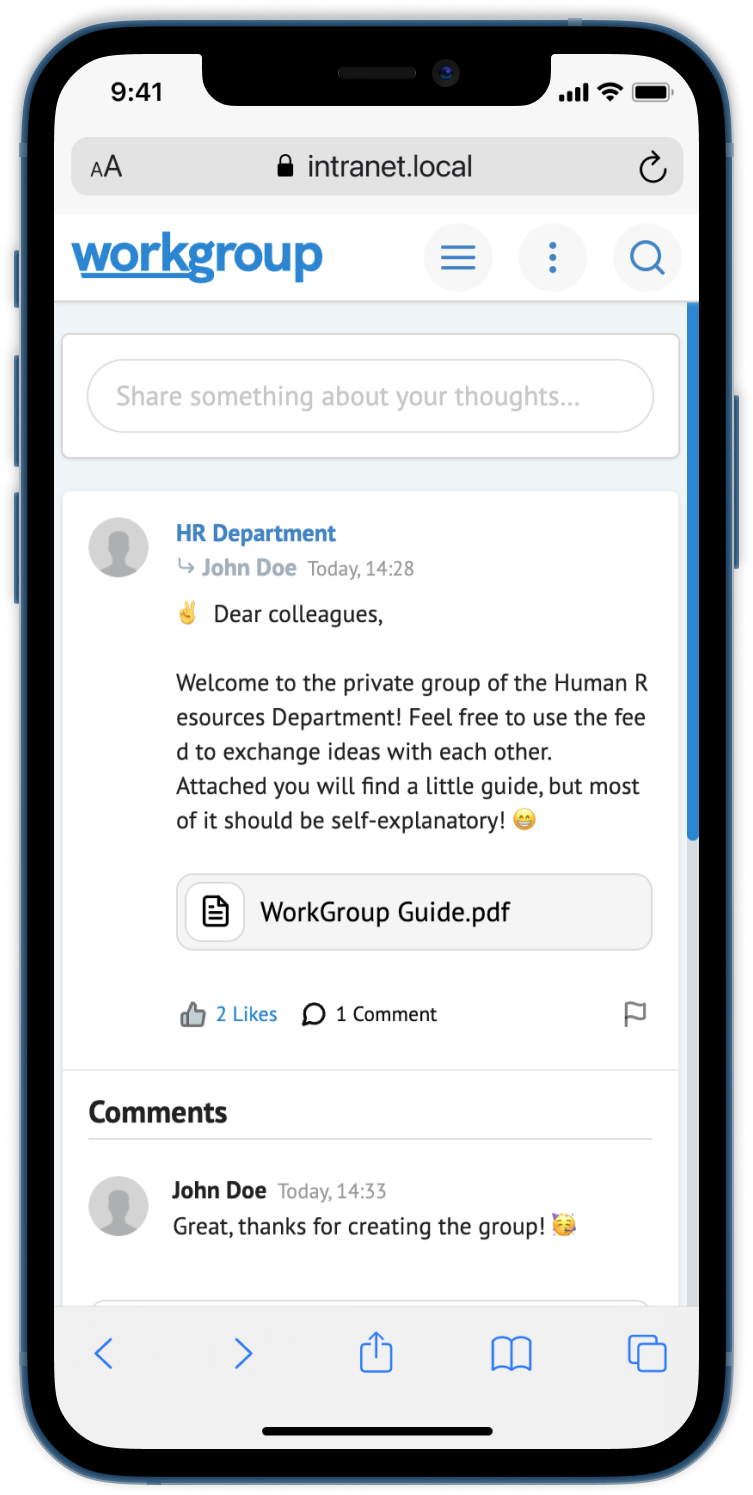 9:41
AA
intranet.local
workgroup
Share something about your thoughts...
HR Department
John Doe Today, 14:28
✌️ Dear colleagues,
Welcome to the private group of the Human R
esources Department! Feel free to use the fee
d to exchange ideas with each other.
Attached you will find a little guide, but most
of it should be self-explanatory! 😁
WorkGroup Guide.pdf
2 Likes 1 Comment
Comments
John Doe Today, 14:33
Great, thanks for creating the group! 🥳